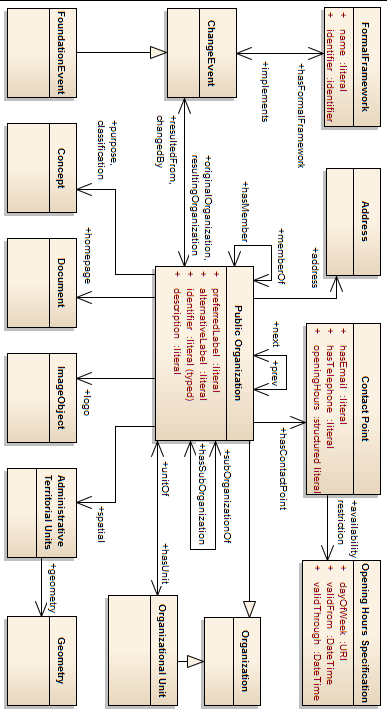 FoundationEvent
ChangeEvent
FormalFramework
+ name :literal
+ identifier :identifier
+implements
+hasFormalFramework
+resultedFrom,
changedBy
+originalOrganization,
resultingOrganization
Concept
+purpose,
classification
Document
+homepage
ImageObject
+logo
Administrative
Territorial Units
+spatial
+geometry
Geometry
Public Organization
+ preferredLabel :literal
+ alternativeLabel :literal
+ identifier :literal (typed)
+ description :literal
+hasMember
+memberOf
+next
+prev
+address
Address
+hasContactPoint
Contact Point
+ hasEmail :literal
+ hasTelephone :literal
+ openingHours :structured literal
+availability
restriction
Opening Hours Specification
+ dayOfWeek :URI
+ validFrom :DateTime
+ validThrough :DateTime
+subOrganizationOf
+hasSubOrganization
+unitOf
+hasUnit
Organizational
Unit
Organization